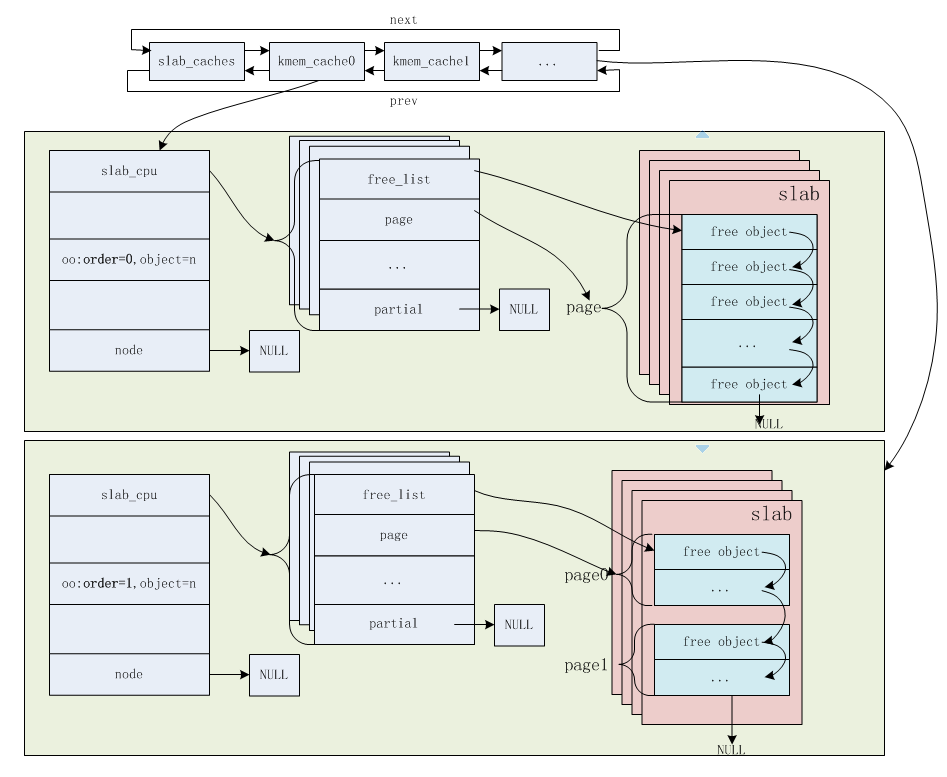 next
slab_caches
kmem_cache0
kmem_cache1
...
prev
slab_cpu
oo:order=0,object=n
node
NULL
free_list
page
...
partial
NULL
page
slab
free object
free object
free object
...
free object
NULL
slab_cpu
oo:order=1,object=n
node
NULL
free_list
page
...
partial
NULL
page0
page1
slab
free object
...
free object
...
NULL